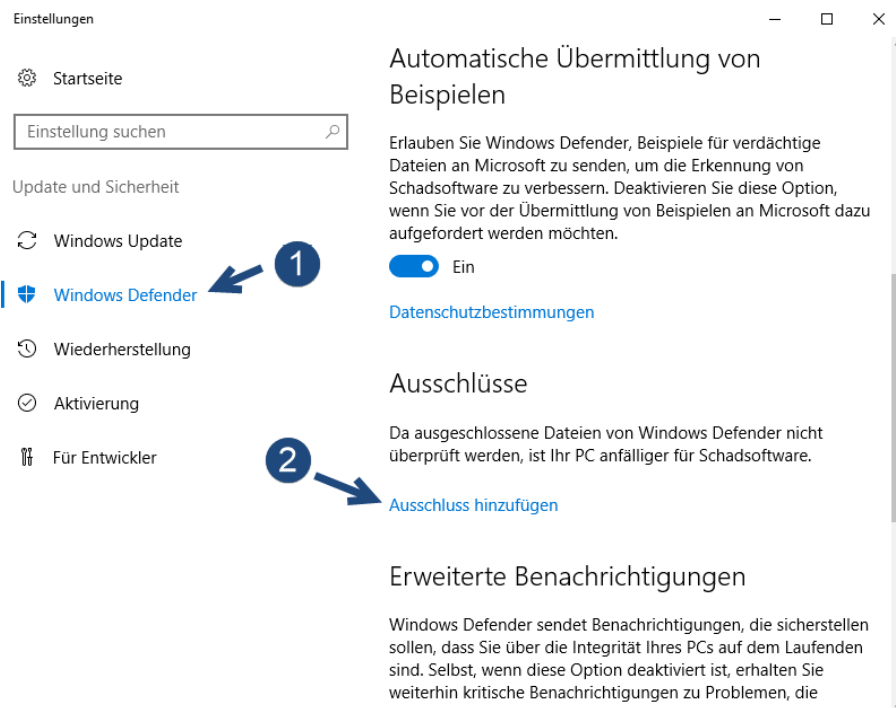 Einstellungen
Startseite
Einstellung suchen
Update und Sicherheit
Windows Update
1
Windows Defender
Wiederherstellung
Aktivierung
2
Für Entwickler
Automatische Übermittlung von
Beispielen
Erlauben Sie Windows Defender, Beispiele für verdächtige
Dateien an Microsoft zu senden, um die Erkennung von
Schadsoftware zu verbessern. Deaktivieren Sie diese Option,
wenn Sie vor der Übermittlung von Beispielen an Microsoft dazu
aufgefordert werden möchten.
Ein
Datenschutzbestimmungen
Ausschlüsse
Da ausgeschlossene Dateien von Windows Defender nicht
überprüft werden, ist Ihr PC anfälliger für Schadsoftware.
Ausschluss hinzufügen
Erweiterte Benachrichtigungen
Windows Defender sendet Benachrichtigungen, die sicherstellen
sollen, dass Sie über die Integrität Ihres PCs auf dem Laufenden
sind. Selbst, wenn diese Option deaktiviert ist, erhalten Sie
weiterhin kritische Benachrichtigungen zu Problemen, die